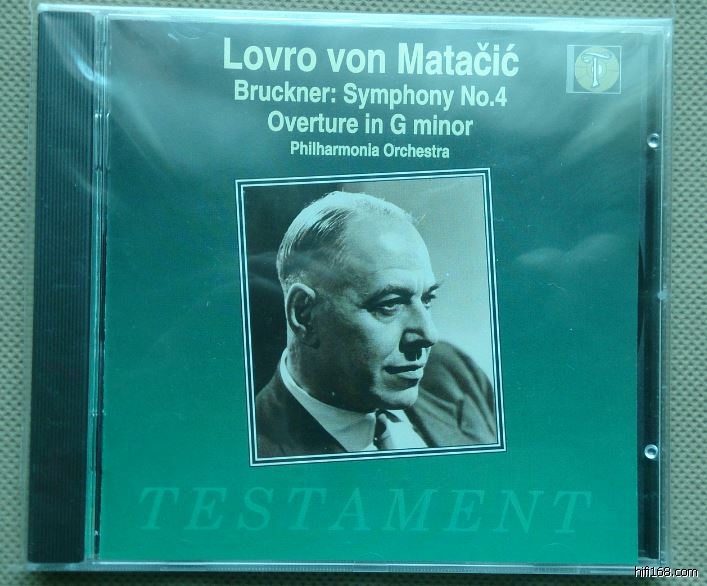 Lovro von Matačić
Bruckner: Symphony No.4
Overture in G minor
Philharmonia Orchestra
T
TESTAMENT
hifi168.com